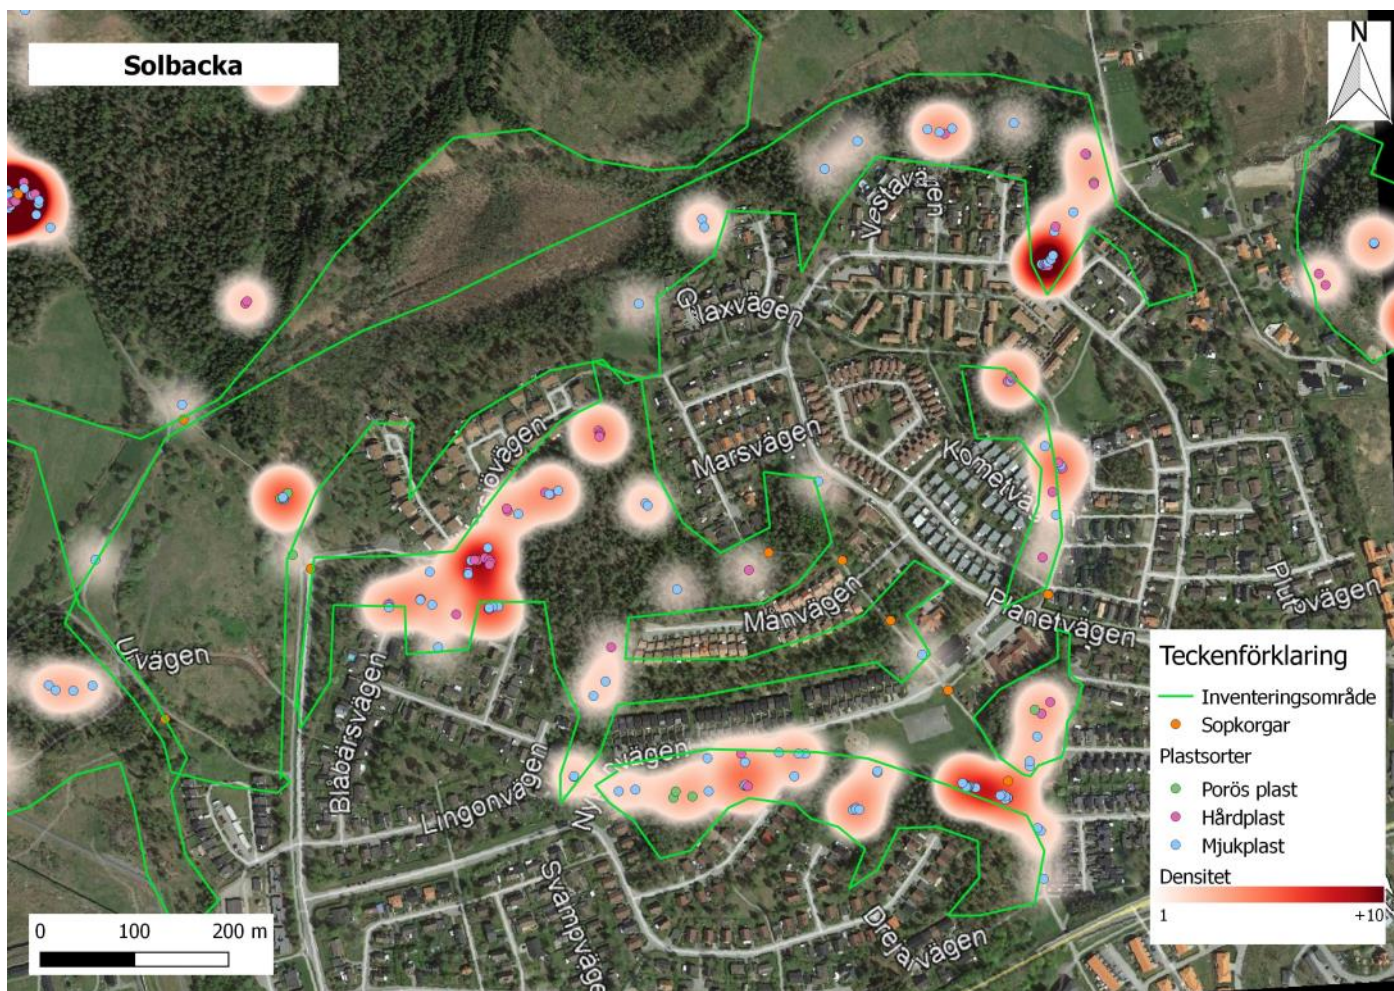 Solbacka
N
Vestavägen
Galaxvägen
Marsvägen
Kometvägen
Plutovägen
Månvägen
Planetvägen
Urvägen
Blåbärsvägen
Lingonvägen
Svampvägen
Drejarvägen
Teckenförklaring
Inventeringsområde
Sopkorgar
Plastsorter
Porös plast
Hårdplast
Mjukplast
Densitet
1 +10
0 100 200 m